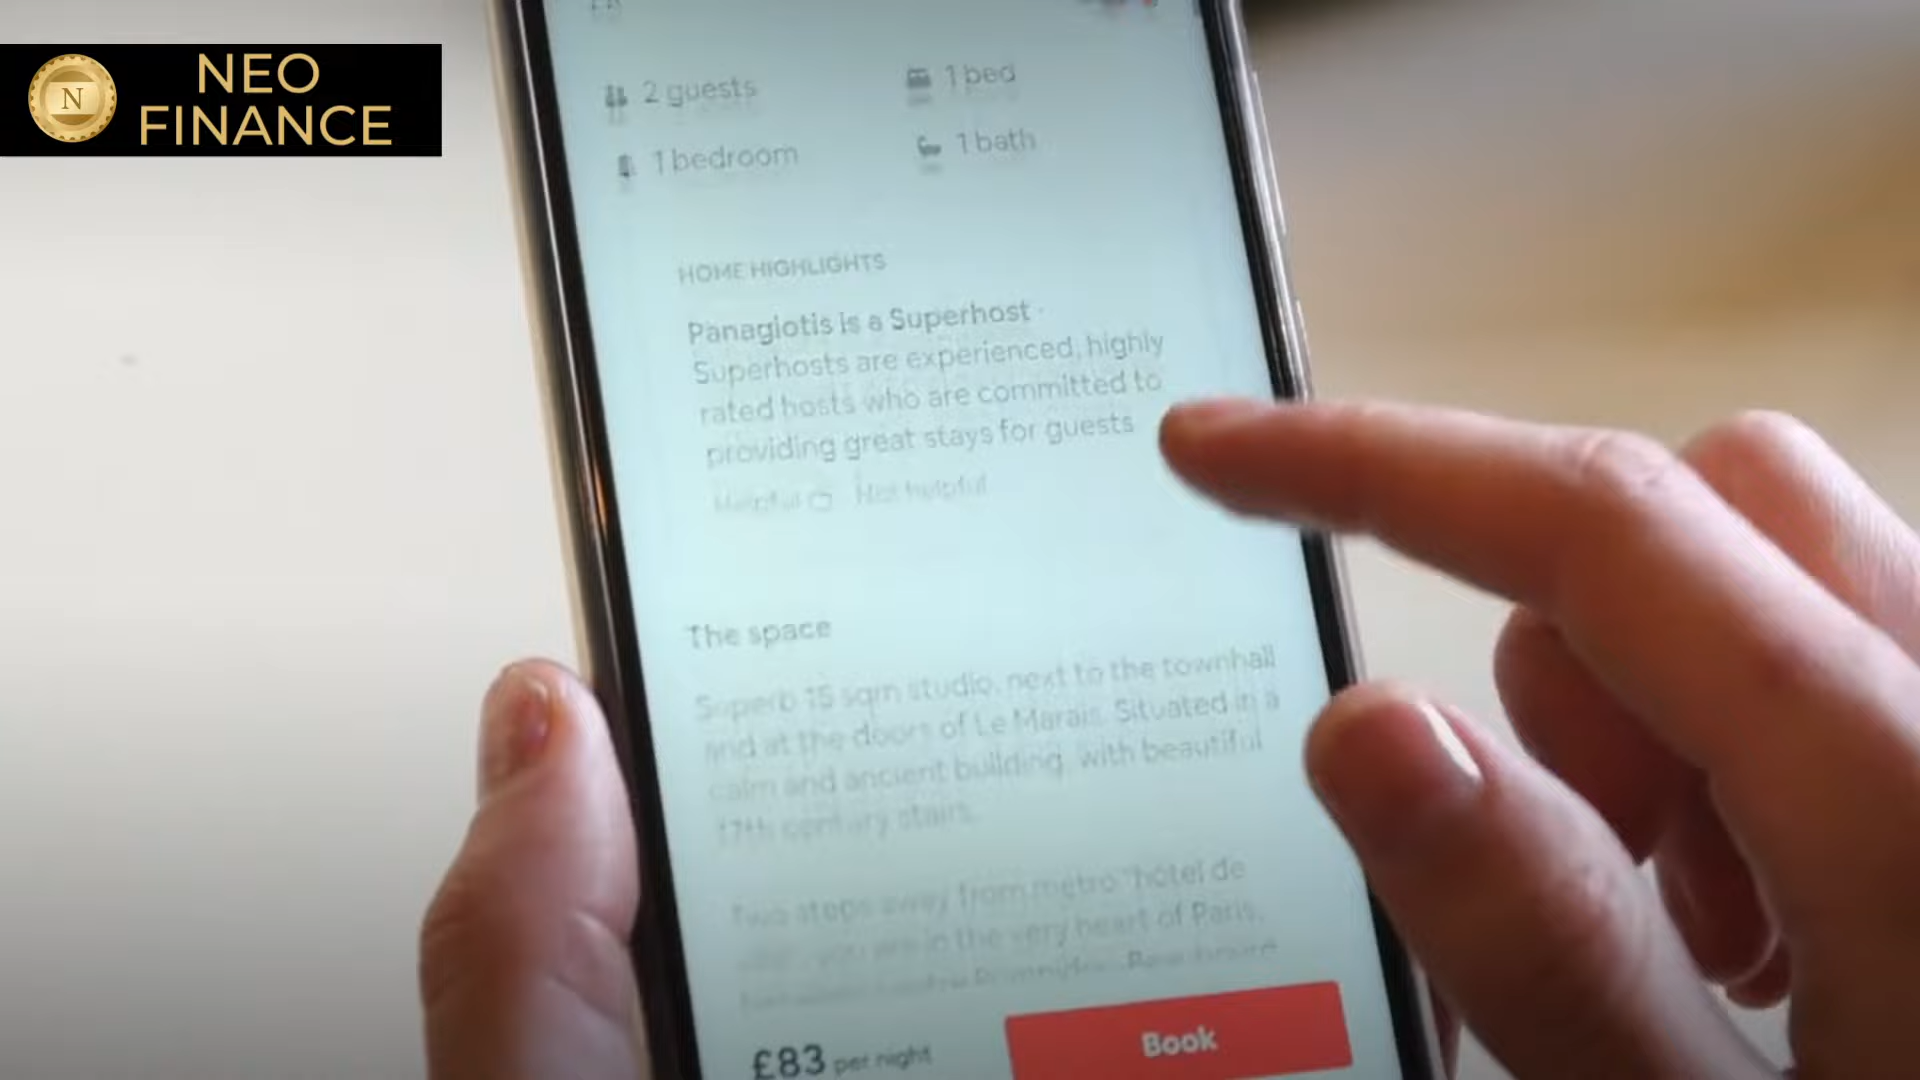 N
NEO
FINANCE
2 guests
1 bed
1 bedroom
1 bath
HOME HIGHLIGHTS
Panagiotis is a Superhost ·
Superhosts are experienced, highly
rated hosts who are committed to
providing great stays for guests
Helpful Not helpful
The space
Superb 15 sqm studio, next to the townhall
and at the doors of Le Marais. Situated in a
calm and ancient building, with beautiful
17th century stairs.
Two steps away from metro "hotel de
you are in the very heart of Paris.
£83 per night
Book